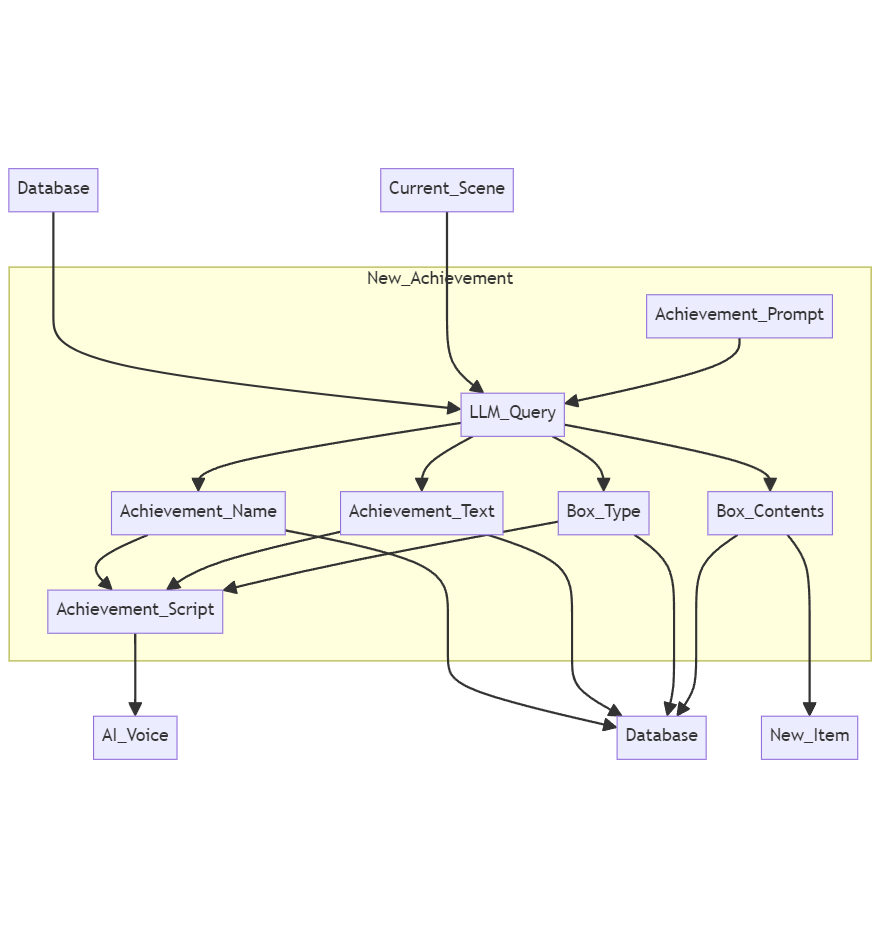 Database
Current_Scene
New_Achievement
Achievement_Prompt
LLM_Query
Achievement_Name
Achievement_Text
Box_Type
Box_Contents
Achievement_Script
AI_Voice
Database
New_Item